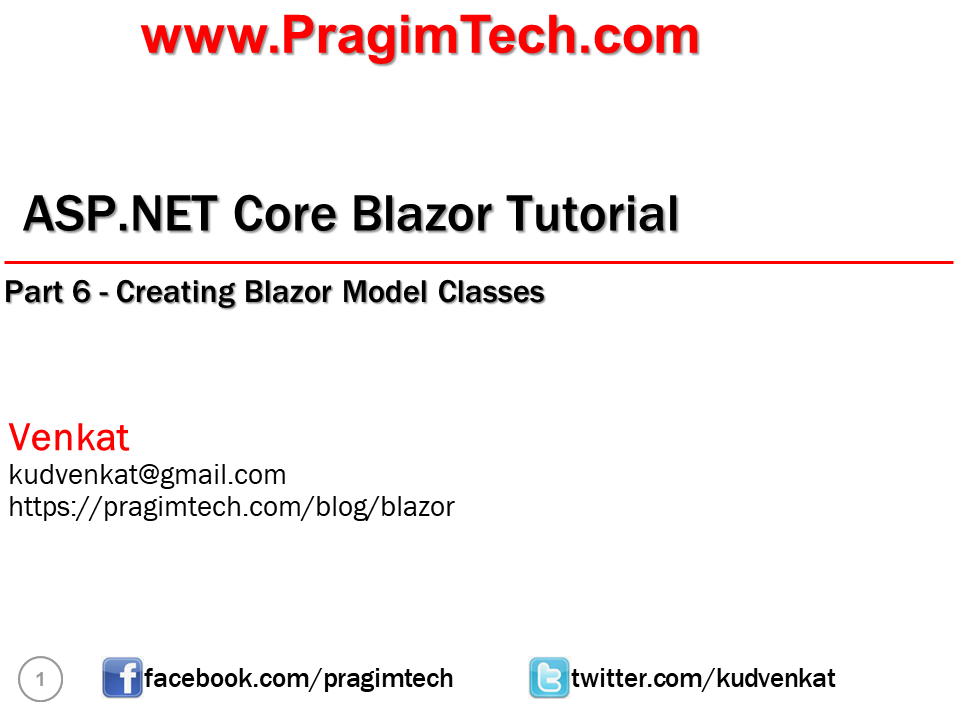 www.PragimTech.com
ASP.NET Core Blazor Tutorial
Part 6 - Creating Blazor Model Classes
Venkat
kudvenkat@gmail.com
https://pragimtech.com/blog/blazor
1
facebook.com/pragimtech
twitter.com/kudvenkat